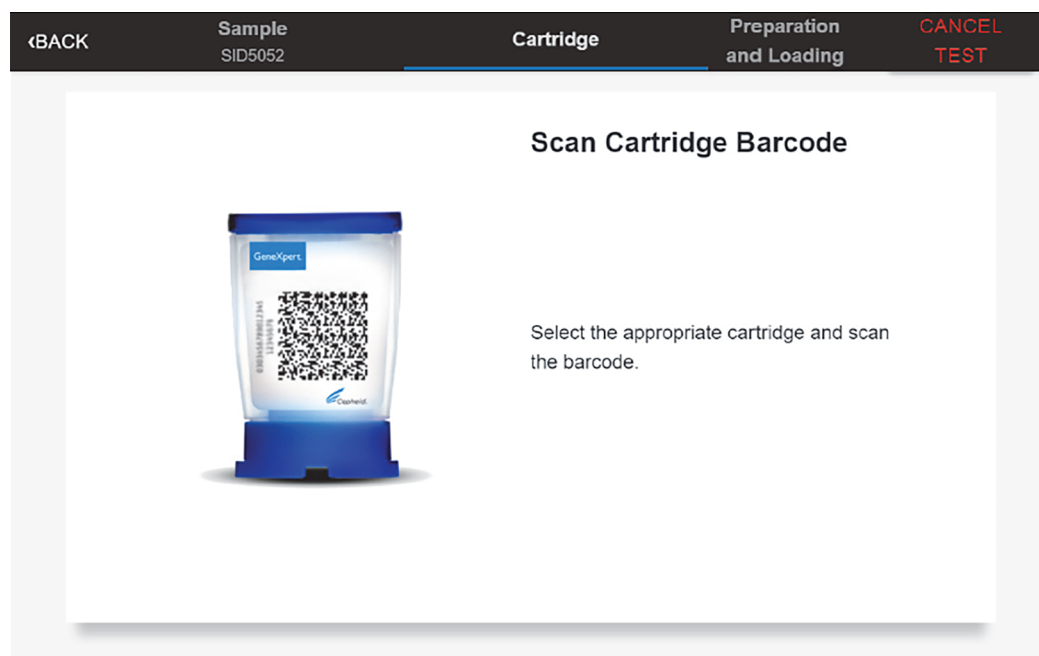 ‹BACK
Sample
SID5052
Cartridge
Preparation
and Loading
CANCEL
TEST
Scan Cartridge Barcode
GeneXpert
12345678
Cepheid.
Select the appropriate cartridge and scan
the barcode.